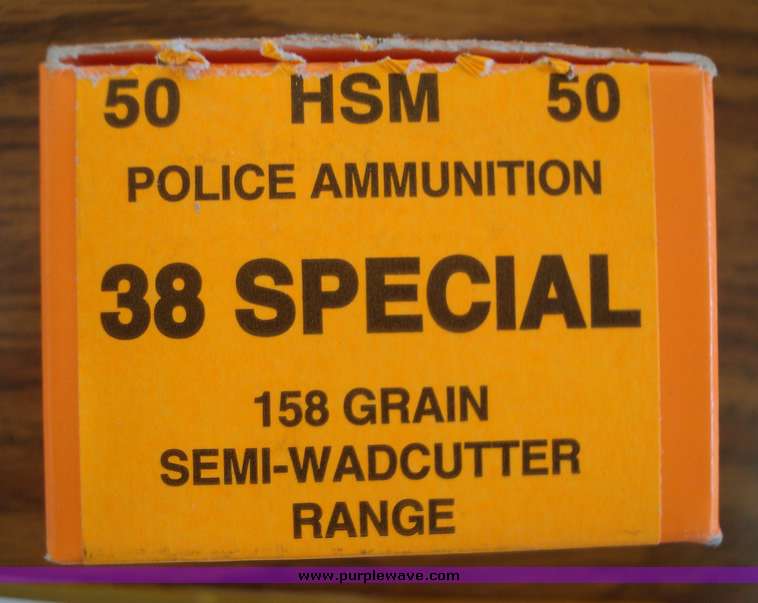 50 HSM 50
POLICE AMMUNITION
38 SPECIAL
158 GRAIN
SEMI-WADCUTTER
RANGE
www.purplewave.com